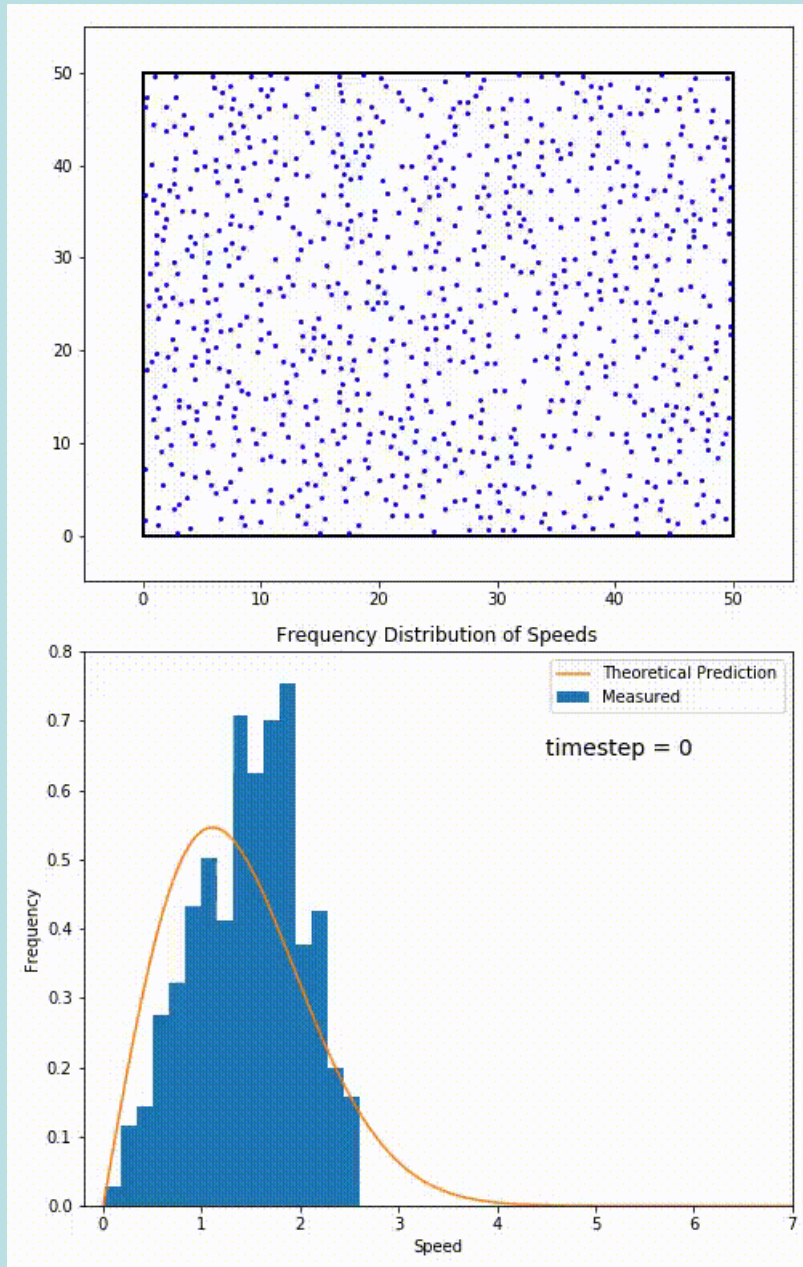 50
40
30
20
10
0
0 10 20 30 40 50
Frequency Distribution of Speeds
0.8
0.7
0.6
0.5
0.4
0.3
0.2
0.1
0.0
Frequency
Theoretical Prediction
Measured
timestep = 0
0 1 2 3 4 5 6 7
Speed